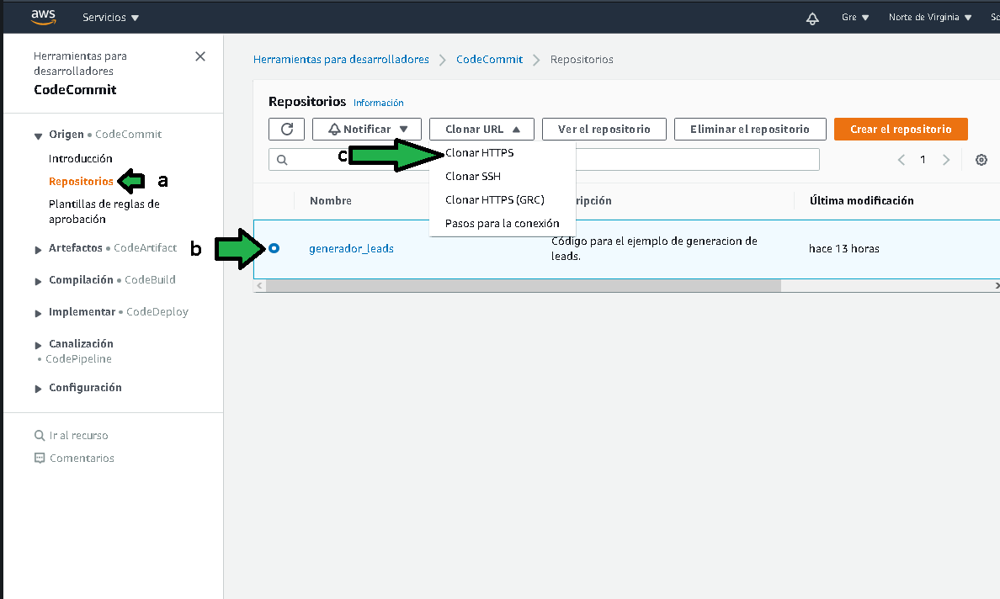 aws Servicios Gre Norte de Virginia
Herramientas para
desarrolladores
CodeCommit
Origen • CodeCommit
Introducción
Repositorios a
Plantillas de reglas de
aprobación
Artefactos • CodeArtifact
Compilación • CodeBuild
Implementar • CodeDeploy
Canalización
• CodePipeline
Configuración
Ir al recurso
Comentarios
Herramientas para desarrolladores CodeCommit Repositorios
Repositorios Información
Notificar Clonar URL Ver el repositorio Eliminar el repositorio Crear el repositorio
c Clonar HTTPS
1
Clonar SSH
Clonar HTTPS (GRC)
Pasos para la conexión
Nombre ripción Última modificación
b generador_leads Código para el ejemplo de generacion de
leads. hace 13 horas